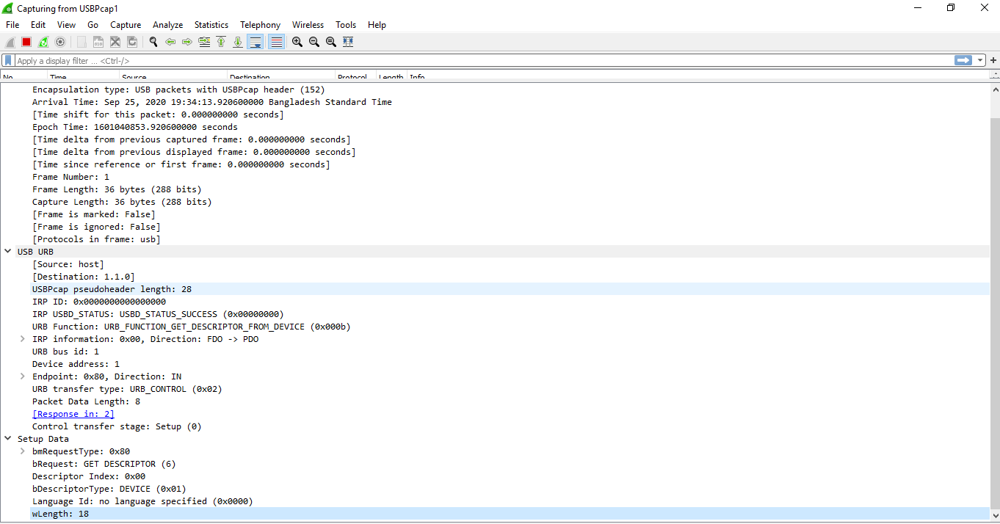 Capturing from USBPcap1
File Edit View Go Capture Analyze Statistics Telephony Wireless Tools Help
Apply a display filter ... <Ctrl-/>
No. Time Source Destination Protocol Length Info
Encapsulation type: USB packets with USBPcap header (152)
Arrival Time: Sep 25, 2020 19:34:13.920600000 Bangladesh Standard Time
[Time shift for this packet: 0.000000000 seconds]
Epoch Time: 1601040853.920600000 seconds
[Time delta from previous captured frame: 0.000000000 seconds]
[Time delta from previous displayed frame: 0.000000000 seconds]
[Time since reference or first frame: 0.000000000 seconds]
Frame Number: 1
Frame Length: 36 bytes (288 bits)
Capture Length: 36 bytes (288 bits)
[Frame is marked: False]
[Frame is ignored: False]
[Protocols in frame: usb]
USB URB
[Source: host]
[Destination: 1.1.0]
USBPcap pseudoheader length: 28
IRP ID: 0x0000000000000000
IRP USBD_STATUS: USBD_STATUS_SUCCESS (0x00000000)
URB Function: URB_FUNCTION_GET_DESCRIPTOR_FROM_DEVICE (0x000b)
IRP information: 0x00, Direction: FDO -> PDO
URB bus id: 1
Device address: 1
Endpoint: 0x80, Direction: IN
URB transfer type: URB_CONTROL (0x02)
Packet Data Length: 8
[Response in: 2]
Control transfer stage: Setup (0)
Setup Data
bmRequestType: 0x80
bRequest: GET DESCRIPTOR (6)
Descriptor Index: 0x00
bDescriptorType: DEVICE (0x01)
Language Id: no language specified (0x0000)
wLength: 18